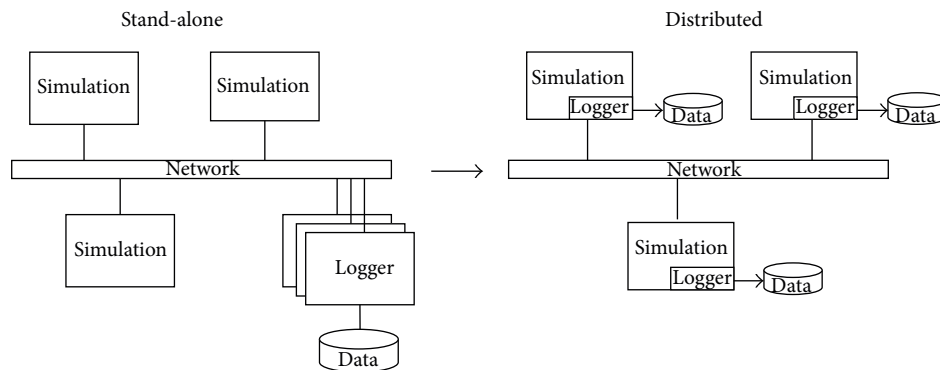 Stand-alone
Simulation
Simulation
Network
Simulation
Logger
Data
Distributed
Simulation
Logger
Data
Simulation
Logger
Data
Network
Simulation
Logger
Data